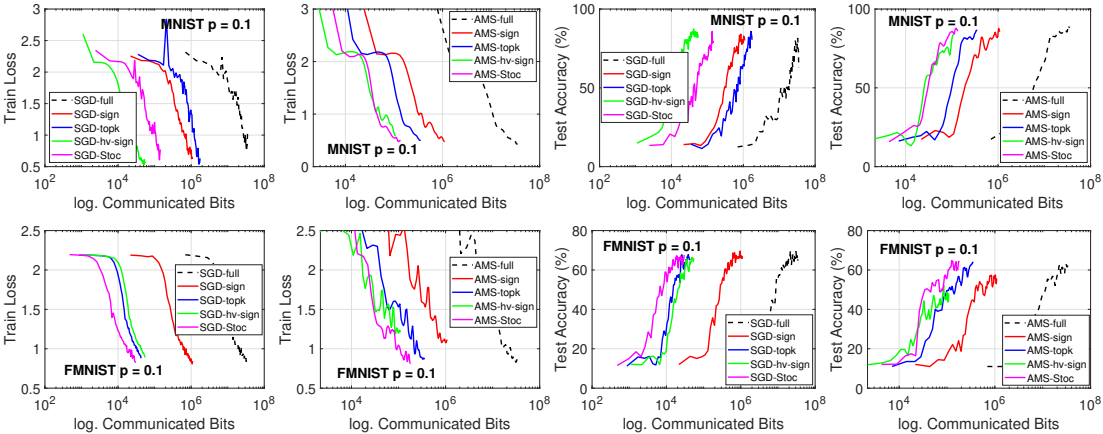 MNIST p = 0.1
Train Loss
3
2.5
2
1.5
1
0.5
SGD-full
SGD-sign
SGD-topk
SGD-hv-sign
SGD-Stoc
10^2 10^4 10^6 10^8
log. Communicated Bits
MNIST p = 0.1
Train Loss
3
2
1
0
AMS-full
AMS-sign
AMS-topk
AMS-hv-sign
AMS-Stoc
10^4 10^6 10^8
log. Communicated Bits
MNIST p = 0.1
Test Accuracy (%)
100
50
0
SGD-full
SGD-sign
SGD-topk
SGD-hv-sign
SGD-Stoc
10^2 10^4 10^6 10^8
log. Communicated Bits
MNIST p = 0.1
Test Accuracy (%)
100
50
0
AMS-full
AMS-sign
AMS-topk
AMS-hv-sign
AMS-Stoc
10^4 10^6 10^8
log. Communicated Bits
FMNIST p = 0.1
Train Loss
2.5
2
1.5
1
0.5
SGD-full
SGD-sign
SGD-topk
SGD-hv-sign
SGD-Stoc
10^2 10^4 10^6 10^8
log. Communicated Bits
FMNIST p = 0.1
Train Loss
2.5
2
1.5
1
0.5
AMS-full
AMS-sign
AMS-topk
AMS-hv-sign
AMS-Stoc
10^4 10^6 10^8
log. Communicated Bits
FMNIST p = 0.1
Test Accuracy (%)
80
60
40
20
0
SGD-full
SGD-sign
SGD-topk
SGD-hv-sign
SGD-Stoc
10^2 10^4 10^6 10^8
log. Communicated Bits
FMNIST p = 0.1
Test Accuracy (%)
80
60
40
20
0
AMS-full
AMS-sign
AMS-topk
AMS-hv-sign
AMS-Stoc
10^4 10^6 10^8
log. Communicated Bits